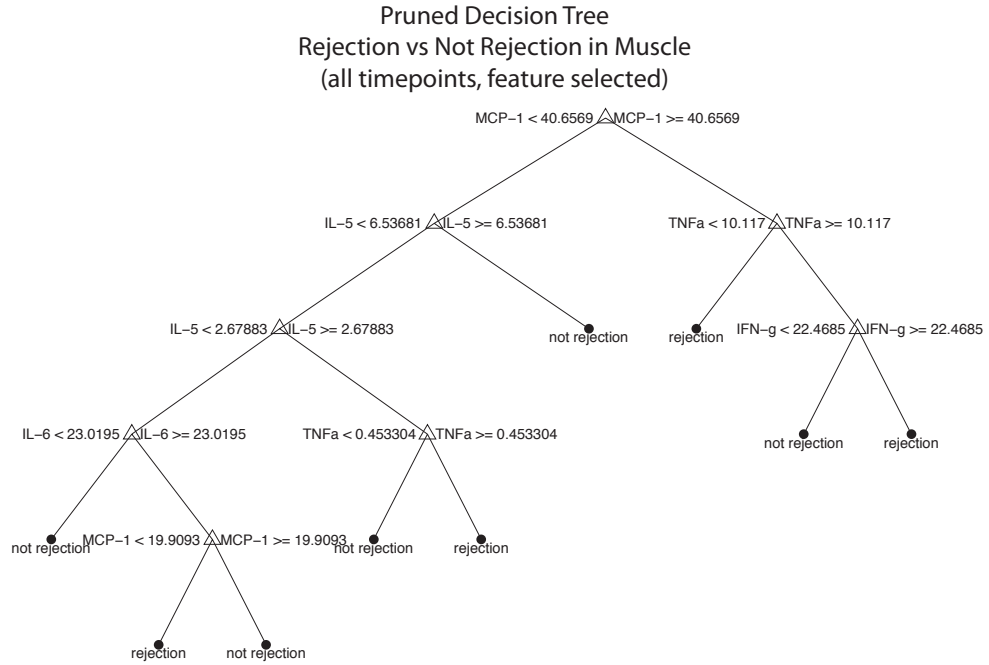 Pruned Decision Tree
Rejection vs Not Rejection in Muscle
(all timepoints, feature selected)
MCP−1 < 40.6569 MCP−1 >= 40.6569
IL−5 < 6.53681 IL−5 >= 6.53681 TNFa < 10.117 TNFa >= 10.117
IL−5 < 2.67883 IL−5 >= 2.67883 not rejection rejection IFN−g < 22.4685 IFN−g >= 22.4685
IL−6 < 23.0195 IL−6 >= 23.0195 TNFa < 0.453304 TNFa >= 0.453304 not rejection rejection
not rejection MCP−1 < 19.9093 MCP−1 >= 19.9093 not rejection rejection
rejection not rejection